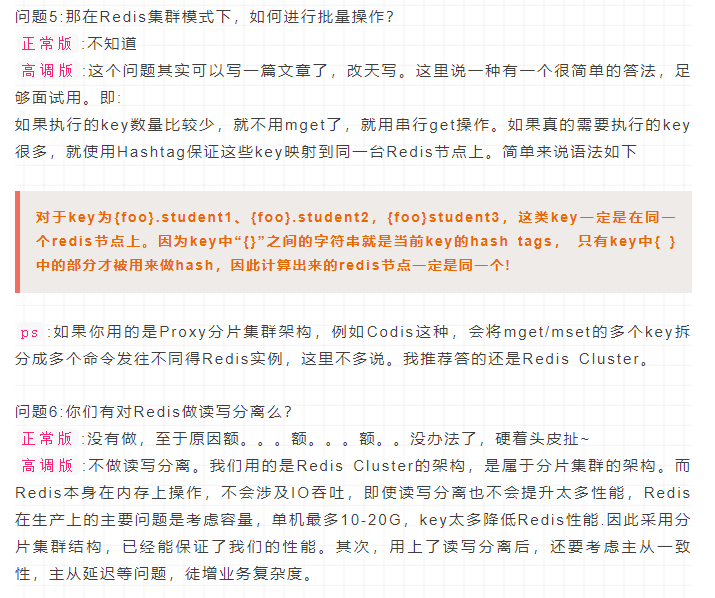 问题5:那在Redis集群模式下，如何进行批量操作?
正常版 :不知道
高调版 :这个问题其实可以写一篇文章了，改天写。这里说一种有一个很简单的答法，足
够面试用。即:
如果执行的key数量比较少，就不用mget了，就用串行get操作。如果真的需要执行的key
很多，就使用Hashtag保证这些key映射到同一台Redis节点上。简单来说语法如下
对于key为{foo}.student1、{foo}.student2，{foo}student3，这类key一定是在同一
个redis节点上。因为key中“{}”之间的字符串就是当前key的hash tags， 只有key中{ }
中的部分才被用来做hash，因此计算出来的redis节点一定是同一个!
ps :如果你用的是Proxy分片集群架构，例如Codis这种，会将mget/mset的多个key拆
分成多个命令发往不同得Redis实例，这里不多说。我推荐答的还是Redis Cluster。
问题6:你们有对Redis做读写分离么?
正常版 :没有做，至于原因额。。。额。。。额。。没办法了，硬着头皮扯~
高调版 :不做读写分离。我们用的是Redis Cluster的架构，是属于分片集群的架构。而
Redis本身在内存上操作，不会涉及IO吞吐，即使读写分离也不会提升太多性能，Redis
在生产上的主要问题是考虑容量，单机最多10-20G，key太多降低Redis性能.因此采用分
片集群结构，已经能保证了我们的性能。其次，用上了读写分离后，还要考虑主从一致
性，主从延迟等问题，徒增业务复杂度。